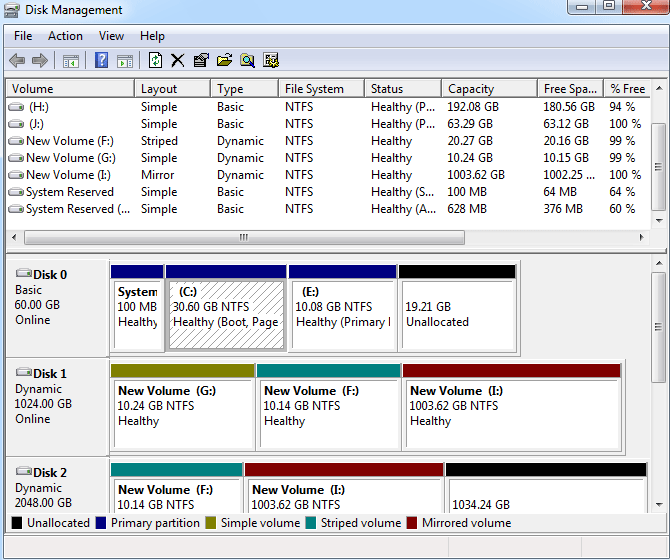 Disk Management
File Action View Help
Volume Layout Type File System Status Capacity Free Spa... % Free
(H:) Simple Basic NTFS Healthy (P... 192.08 GB 180.56 GB 94 %
(J:) Simple Basic NTFS Healthy (P... 63.29 GB 63.12 GB 100 %
New Volume (F:) Striped Dynamic NTFS Healthy 20.27 GB 20.16 GB 99 %
New Volume (G:) Simple Dynamic NTFS Healthy 10.24 GB 10.15 GB 99 %
New Volume (I:) Mirror Dynamic NTFS Healthy 1003.62 GB 1002.25 ... 100 %
System Reserved Simple Basic NTFS Healthy (S... 100 MB 64 MB 64 %
System Reserved (... Simple Basic NTFS Healthy (A... 628 MB 376 MB 60 %
Disk 0 System (C:) (E:)
Basic 100 MB 30.60 GB NTFS 10.08 GB NTFS 19.21 GB
60.00 GB Healthy Healthy (Boot, Page Healthy (Primary Unallocated
Online
Disk 1 New Volume (G:) New Volume (F:) New Volume (I:)
Dynamic 10.24 GB NTFS 10.14 GB NTFS 1003.62 GB NTFS
1024.00 GB Healthy Healthy Healthy
Online
Disk 2 New Volume (F:) New Volume (I:)
Dynamic 10.14 GB NTFS 1003.62 GB NTFS 1034.24 GB
2048.00 GB
Unallocated Primary partition Simple volume Striped volume Mirrored volume